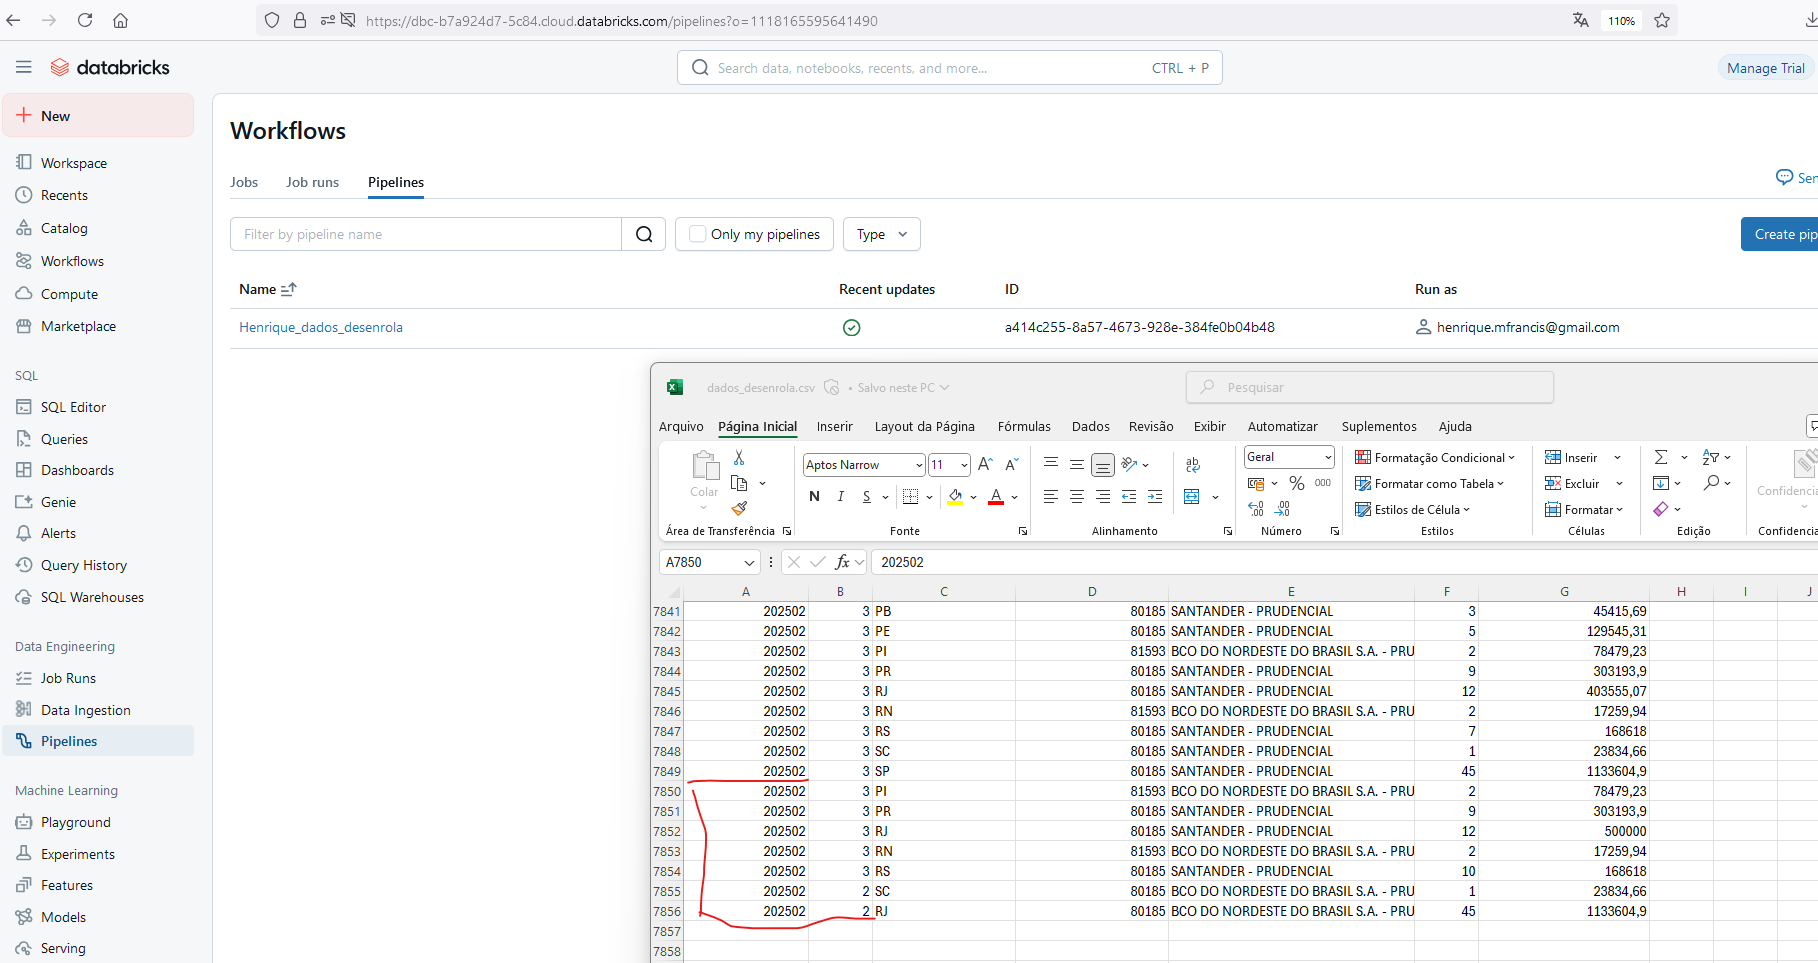 https://dbc-b7a924d7-5c84.cloud.databricks.com/pipelines?o=1118165595641490
110%
databricks
Search data, notebooks, recents, and more...
CTRL + P
Manage Trial
New
Workspace
Recents
Catalog
Workflows
Compute
Marketplace
SQL
SQL Editor
Queries
Dashboards
Genie
Alerts
Query History
SQL Warehouses
Data Engineering
Job Runs
Data Ingestion
Pipelines
Machine Learning
Playground
Experiments
Features
Models
Serving
Workflows
Jobs Job runs Pipelines
Sen
Filter by pipeline name
Only my pipelines
Type
Create pip
Name Recent updates ID Run as
Henrique_dados_desenrola a414c255-8a57-4673-928e-384fe0b04b48 henrique.mfrancis@gmail.com
dados_desenrola.csv • Salvo neste PC
Pesquisar
Arquivo Página Inicial Inserir Layout da Página Fórmulas Dados Revisão Exibir Automatizar Suplementos Ajuda
Colar
Aptos Narrow 11
N I S
Geral
% 000
Formatação Condicional
Formatar como Tabela
Estilos de Célula
Inserir
Excluir
Formatar
Confidencia
Área de Transferência Fonte Alinhamento Número Estilos Células Edição Confidencia
A7850 fx 202502
A B C D E F G H I J
7841 202502 3 PB 80185 SANTANDER - PRUDENCIAL 3 45415,69
7842 202502 3 PE 80185 SANTANDER - PRUDENCIAL 5 129545,31
7843 202502 3 PI 81593 BCO DO NORDESTE DO BRASIL S.A. - PRU 2 78479,23
7844 202502 3 PR 80185 SANTANDER - PRUDENCIAL 9 303193,9
7845 202502 3 RJ 80185 SANTANDER - PRUDENCIAL 12 403555,07
7846 202502 3 RN 81593 BCO DO NORDESTE DO BRASIL S.A. - PRU 2 17259,94
7847 202502 3 RS 80185 SANTANDER - PRUDENCIAL 7 168618
7848 202502 3 SC 80185 SANTANDER - PRUDENCIAL 1 23834,66
7849 202502 3 SP 80185 SANTANDER - PRUDENCIAL 45 1133604,9
7850 202502 3 PI 81593 BCO DO NORDESTE DO BRASIL S.A. - PRU 2 78479,23
7851 202502 3 PR 80185 SANTANDER - PRUDENCIAL 9 303193,9
7852 202502 3 RJ 80185 SANTANDER - PRUDENCIAL 12 500000
7853 202502 3 RN 81593 BCO DO NORDESTE DO BRASIL S.A. - PRU 2 17259,94
7854 202502 3 RS 80185 SANTANDER - PRUDENCIAL 10 168618
7855 202502 2 SC 80185 BCO DO NORDESTE DO BRASIL S.A. - PRU 1 23834,66
7856 202502 2 RJ 80185 BCO DO NORDESTE DO BRASIL S.A. - PRU 45 1133604,9
7857
7858